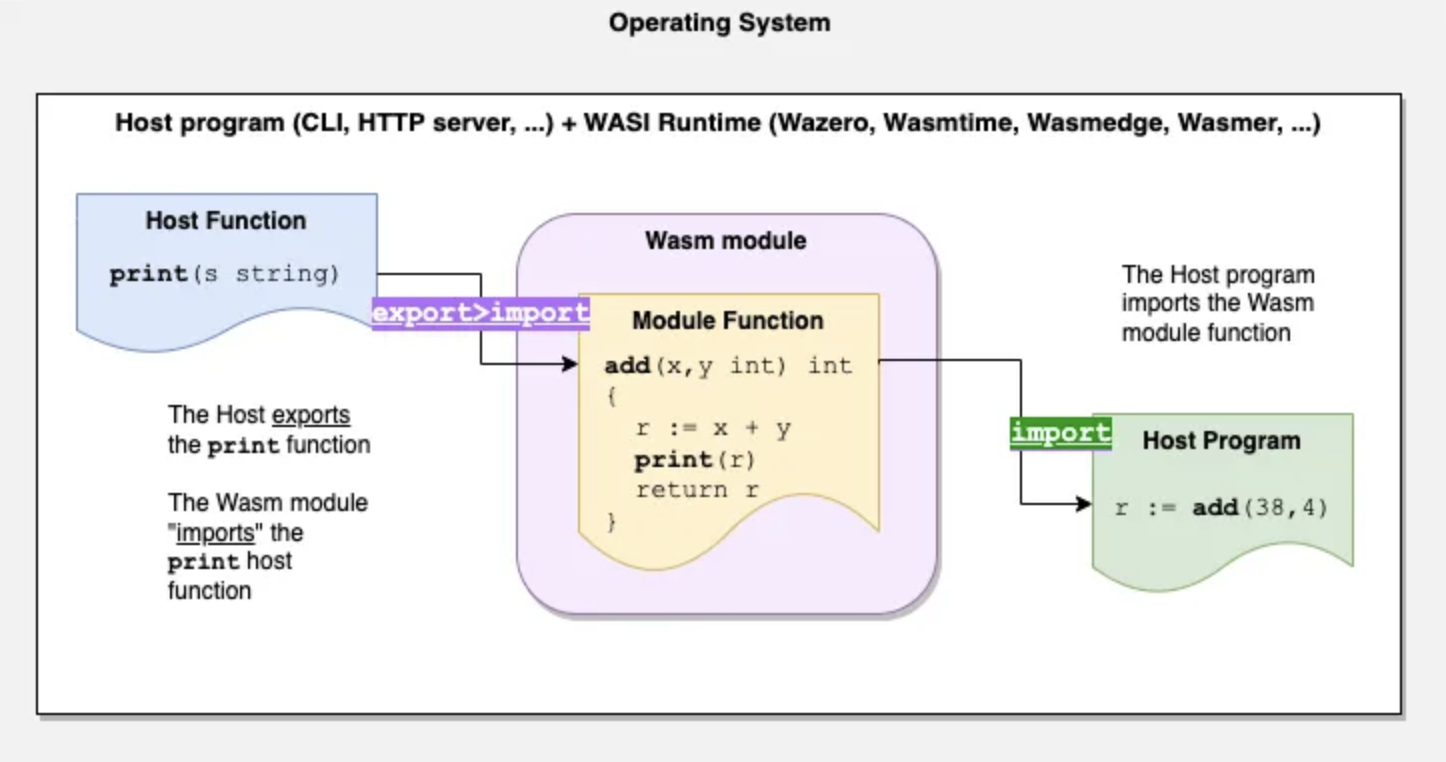 Operating System
Host program (CLI, HTTP server, ...) + WASI Runtime (Wazero, Wasmtime, Wasmedge, Wasmer, ...)
Host Function
print(s string)
export>import
The Host exports
the print function
The Wasm module
"imports" the
print host
function
Wasm module
Module Function
add(x,y int) int
{
r := x + y
print(r)
return r
}
The Host program
imports the Wasm
module function
import
Host Program
r := add(38,4)